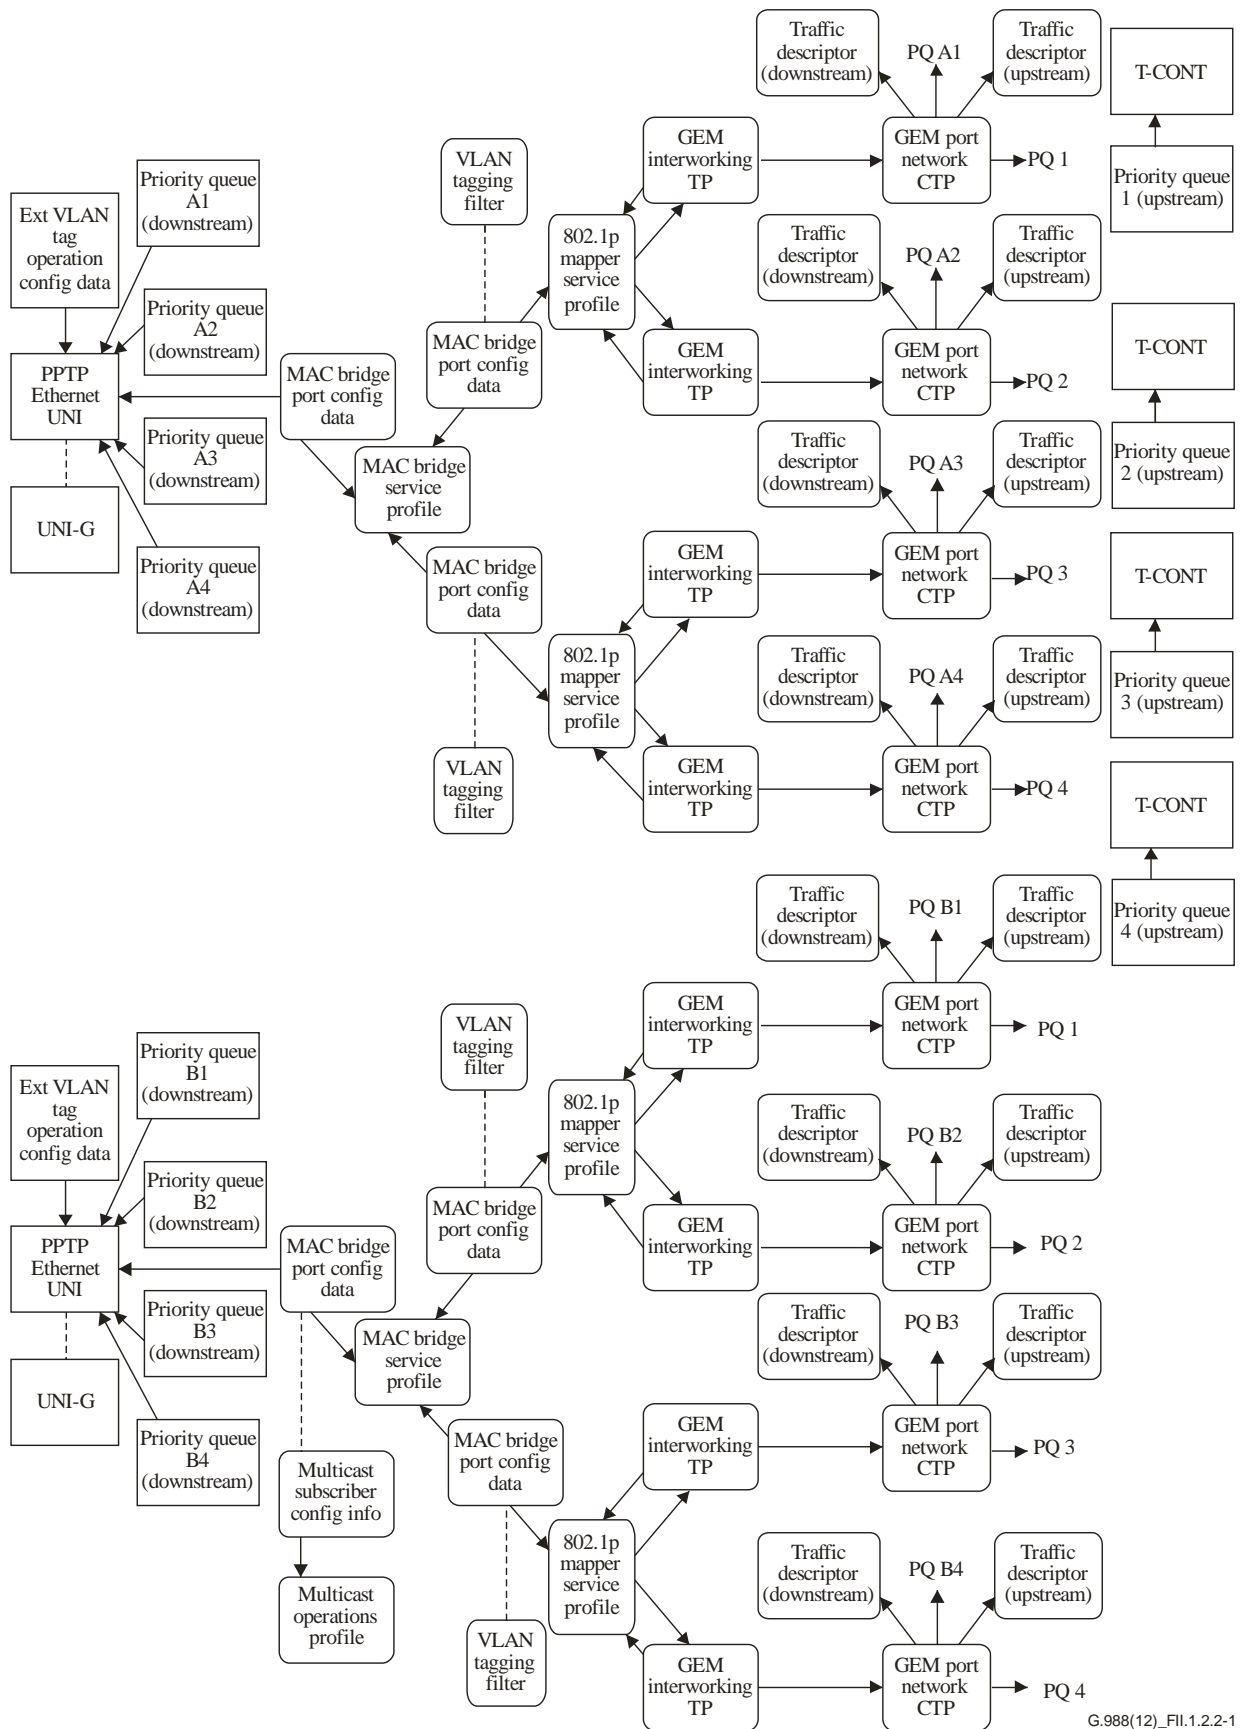 Traffic
descriptor
(downstream)
PQ A1
Traffic
descriptor
(upstream)
T-CONT
GEM
interworking
TP
GEM port
network
CTP
PQ 1
VLAN
tagging
filter
Priority queue
A1
(downstream)
Priority queue
1 (upstream)
Ext VLAN
tag
operation
config data
802.1p
mapper
service
profile
Traffic
descriptor
(downstream)
PQ A2
Traffic
descriptor
(upstream)
Priority queue
A2
(downstream)
T-CONT
MAC bridge
port config
data
GEM
interworking
TP
GEM port
network
CTP
PQ 2
PPTP
Ethernet
UNI
MAC bridge
port config
data
Priority queue
A3
(downstream)
MAC bridge
service
profile
Traffic
descriptor
(downstream)
PQ A3
Traffic
descriptor
(upstream)
Priority queue
2 (upstream)
UNI-G
Priority queue
A4
(downstream)
MAC bridge
port config
data
GEM
interworking
TP
GEM port
network
CTP
PQ 3
T-CONT
802.1p
mapper
service
profile
Traffic
descriptor
(downstream)
PQ A4
Traffic
descriptor
(upstream)
Priority queue
3 (upstream)
VLAN
tagging
filter
GEM
interworking
TP
GEM port
network
CTP
PQ 4
T-CONT
Traffic
descriptor
(downstream)
PQ B1
Traffic
descriptor
(upstream)
Priority queue
4 (upstream)
VLAN
tagging
filter
GEM
interworking
TP
GEM port
network
CTP
PQ 1
Priority queue
B1
(downstream)
Ext VLAN
tag
operation
config data
802.1p
mapper
service
profile
Traffic
descriptor
(downstream)
PQ B2
Traffic
descriptor
(upstream)
Priority queue
B2
(downstream)
MAC bridge
port config
data
GEM
interworking
TP
GEM port
network
CTP
PQ 2
PPTP
Ethernet
UNI
MAC bridge
port config
data
Priority queue
B3
(downstream)
MAC bridge
service
profile
Traffic
descriptor
(downstream)
PQ B3
Traffic
descriptor
(upstream)
UNI-G
Priority queue
B4
(downstream)
MAC bridge
port config
data
GEM
interworking
TP
GEM port
network
CTP
PQ 3
Multicast
subscriber
config info
802.1p
mapper
service
profile
Traffic
descriptor
(downstream)
PQ B4
Traffic
descriptor
(upstream)
Multicast
operations
profile
VLAN
tagging
filter
GEM
interworking
TP
GEM port
network
CTP
PQ 4
G.988(12)_FII.1.2.2-1